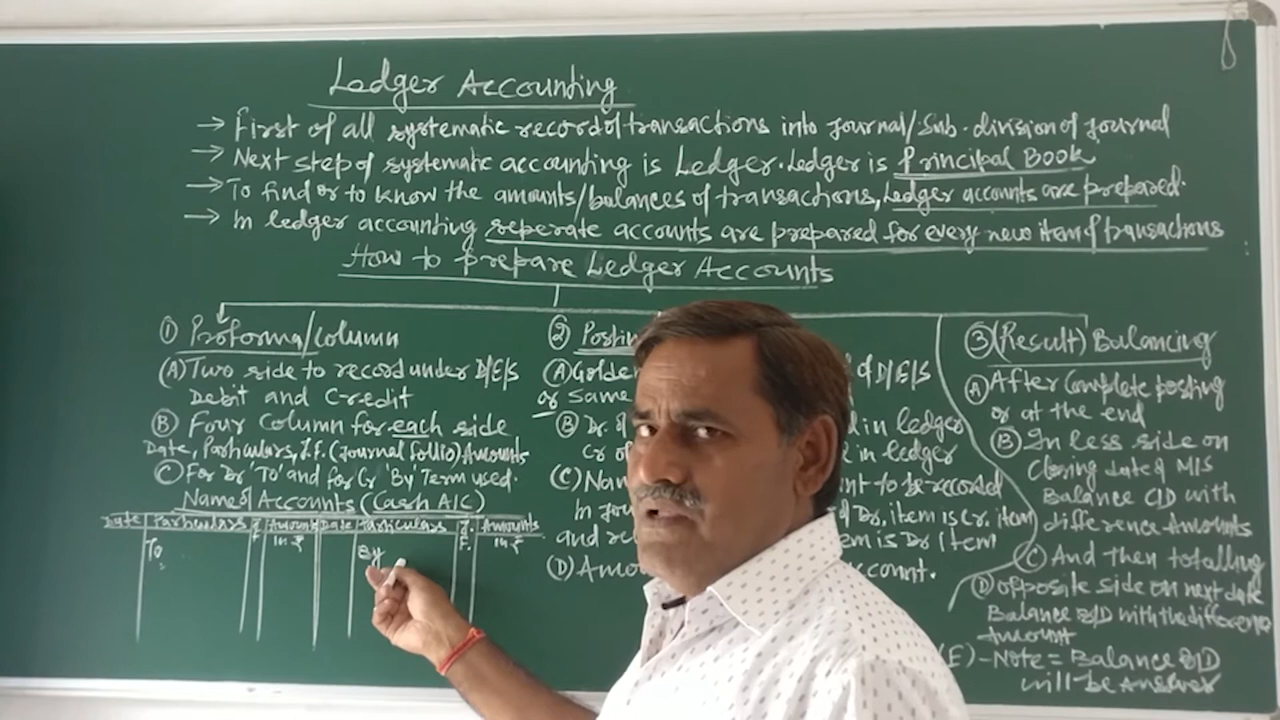 Ledger Accounting
→ First of all systematic record of transactions into Journal/Sub-division of Journal
→ Next step of systematic accounting is Ledger. Ledger is Principal Book
→ To find or to know the amounts/balances of transactions, Ledger accounts are prepared.
→ In ledger accounting seperate accounts are prepared for every new item of transactions
How to prepare Ledger Accounts
① Proforma/Column
(A) Two side to record under D/E/S
Debit and Credit
(B) Four Column for each side
Date, Particulars, J.f. (Journal follio) Amounts
(C) For Dr 'To' and for Cr 'By' Term used.
Name of Accounts (Cash A/C)
Date Particulars J.F. Amount in ₹ Date Particulars J.F. Amounts in ₹
To
By
②
(A) of D/E/S
or Same
(B) Dr. in ledger
Cr of in ledger
(C) to be recorded
In Dr. item is Cr. item
and Dr item
(D)
③ (Result) Balancing
(A) After Complete posting
or at the end
(B) In less side on
Closing date of M/S
Balance C/D with
difference Amounts
(C) And then totalling
(D) opposite side on next date
Balance B/D with the difference
Amount
(E) - Note = Balance B/D
will be Answer